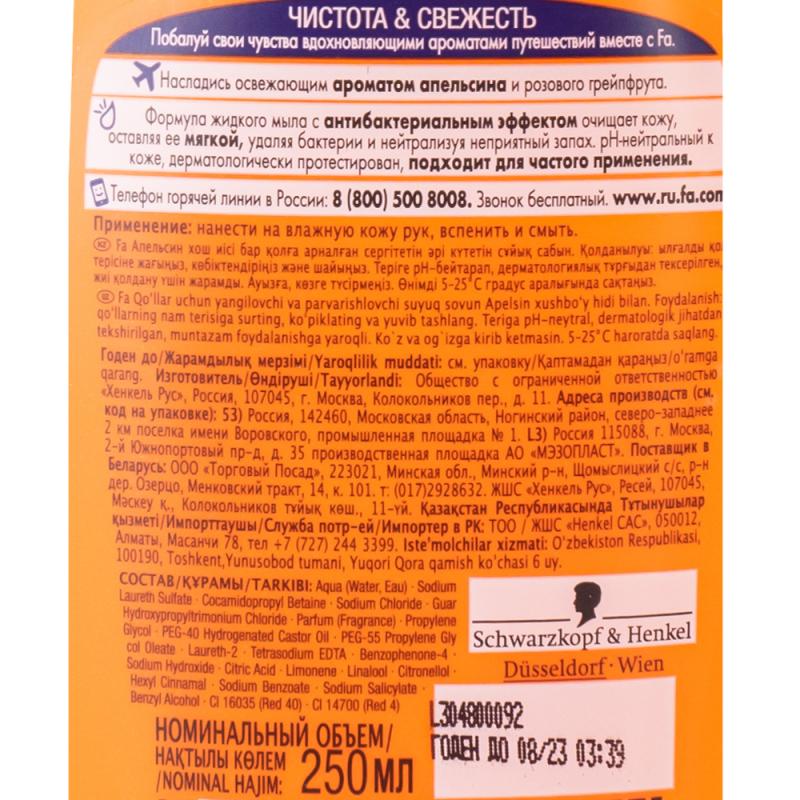 ЧИСТОТА & СВЕЖЕСТЬ
Побалуй свои чувства вдохновляющими ароматами путешествий вместе с Fa.
Насладись освежающим ароматом апельсина и розового грейпфрута.
Формула жидкого мыла с антибактериальным эффектом очищает кожу,
оставляя ее мягкой, удаляя бактерии и нейтрализуя неприятный запах. pH-нейтральный к
коже, дерматологически протестирован, подходит для частого применения.
Телефон горячей линии в России: 8 (800) 500 8008. Звонок бесплатный. www.ru.fa.com
Применение: нанести на влажную кожу рук, вспенить и смыть.
KZ Fa Апельсин хош иісі бар қолға арналған сергітетін әрі күтетін сұйық сабын. Қолданылуы: ылғалды қо
терісіне жағыңыз, көбіктендіріңіз және шайыңыз. Теріге pH-бейтарап, дерматологиялық тұрғыдан тексерілген,
жиі қолдану үшін жарамды. Ауызға, көзге түсірмеңіз. Өнімді 5-25°C градус аралығында сақтаңыз.
UZ Fa Qo'llar uchun yangilovchi va parvarishlovchi suyuq sovun Apelsin xushbo'y hidi bilan. Foydalanish:
qo'llarning nam terisiga surting, ko'piklating va yuvib tashlang. Teriga pH-neytral, dermatologik jihatdan
tekshirilgan, muntazam foydalanishga yaroqli. Ko`z va og`izga kirib ketmasin. 5-25°C haroratda saqlang.
Годен до/Жарамдылық мерзімі/Yaroqlilik muddati: см. упаковку/Қаптамадан қараңыз/o'ramga
qarang. Изготовитель/Өндіруші/Tayyorlandi: Общество с ограниченной ответственностью
«Хенкель Рус», Россия, 107045, г. Москва, Колокольников пер., д. 11. Адреса производств (см.
код на упаковке): 53) Россия, 142460, Московская область, Ногинский район, северо-западнее
2 км поселка имени Воровского, промышленная площадка № 1. L3) Россия 115088, г. Москва,
2-й Южнопортовый пр-д, д. 35 производственная площадка АО «МЭЗОПЛАСТ». Поставщик в
Беларусь: ООО «Торговый Посад», 223021, Минская обл., Минский р-н, Щомыслицкий с/с, р-н
дер. Озерцо, Менковский тракт, 14, к. 101. т: (017)2928632. ЖШС «Хенкель Рус», Ресей, 107045,
Мәскеу қ., Колокольников тұйық көш., 11-үй. Қазақстан Республикасында Тұтынушылар
қызметі/Импорттаушы/Служба потр-ей/Импортер в РК: ТОО / ЖШС «Henkel САС», 050012,
Алматы, Масанчи 78, тел +7 (727) 244 3399. Iste'molchilar xizmati: O'zbekiston Respublikasi,
100190, Toshkent,Yunusobod tumani, Yuqori Qora qamish ko'chasi 6 uy.
СОСТАВ/ҚҰРАМЫ/TARKIBI: Aqua (Water, Eau) · Sodium
Laureth Sulfate · Cocamidopropyl Betaine · Sodium Chloride · Guar
Hydroxypropyltrimonium Chloride · Parfum (Fragrance) · Propylene
Glycol · PEG-40 Hydrogenated Castor Oil · PEG-55 Propylene Gly
col Oleate · Laureth-2 · Tetrasodium EDTA · Benzophenone-4 ·
Sodium Hydroxide · Citric Acid · Limonene · Linalool · Citronellol ·
Hexyl Cinnamal · Sodium Benzoate · Sodium Salicylate ·
Benzyl Alcohol · CI 16035 (Red 40) · CI 14700 (Red 4)
Schwarzkopf & Henkel
Düsseldorf · Wien
L304800092
ГОДЕН ДО 08/23 03:39
НОМИНАЛЬНЫЙ ОБЪЕМ/
НАҚТЫЛЫ КӨЛЕМ
/NOMINAL HAJIM: 250МЛ